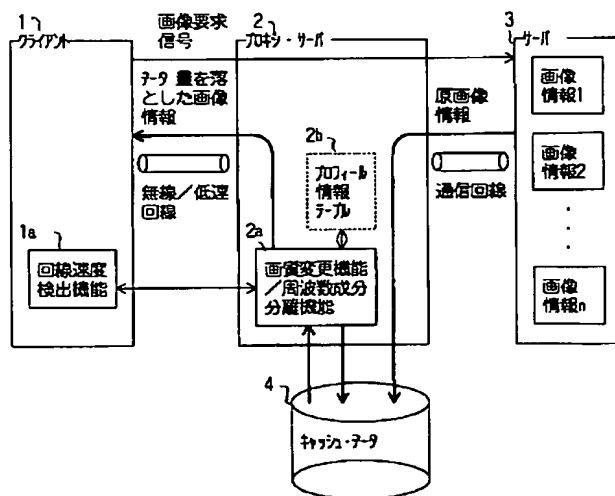 1
クライアント
画像要求
信号
2
プロキシ・サーバ
3
サーバ
データ量を落
とした画像
情報
原画像
情報
画像
情報1
2b
プロフィール
情報
テーブル
画像
情報2
無線/低速
回線
通信回線
・
・
・
1a
回線速度
検出機能
2a
画質変更機能
/周波数成分
分離機能
画像
情報n
4
キャッシュ・データ